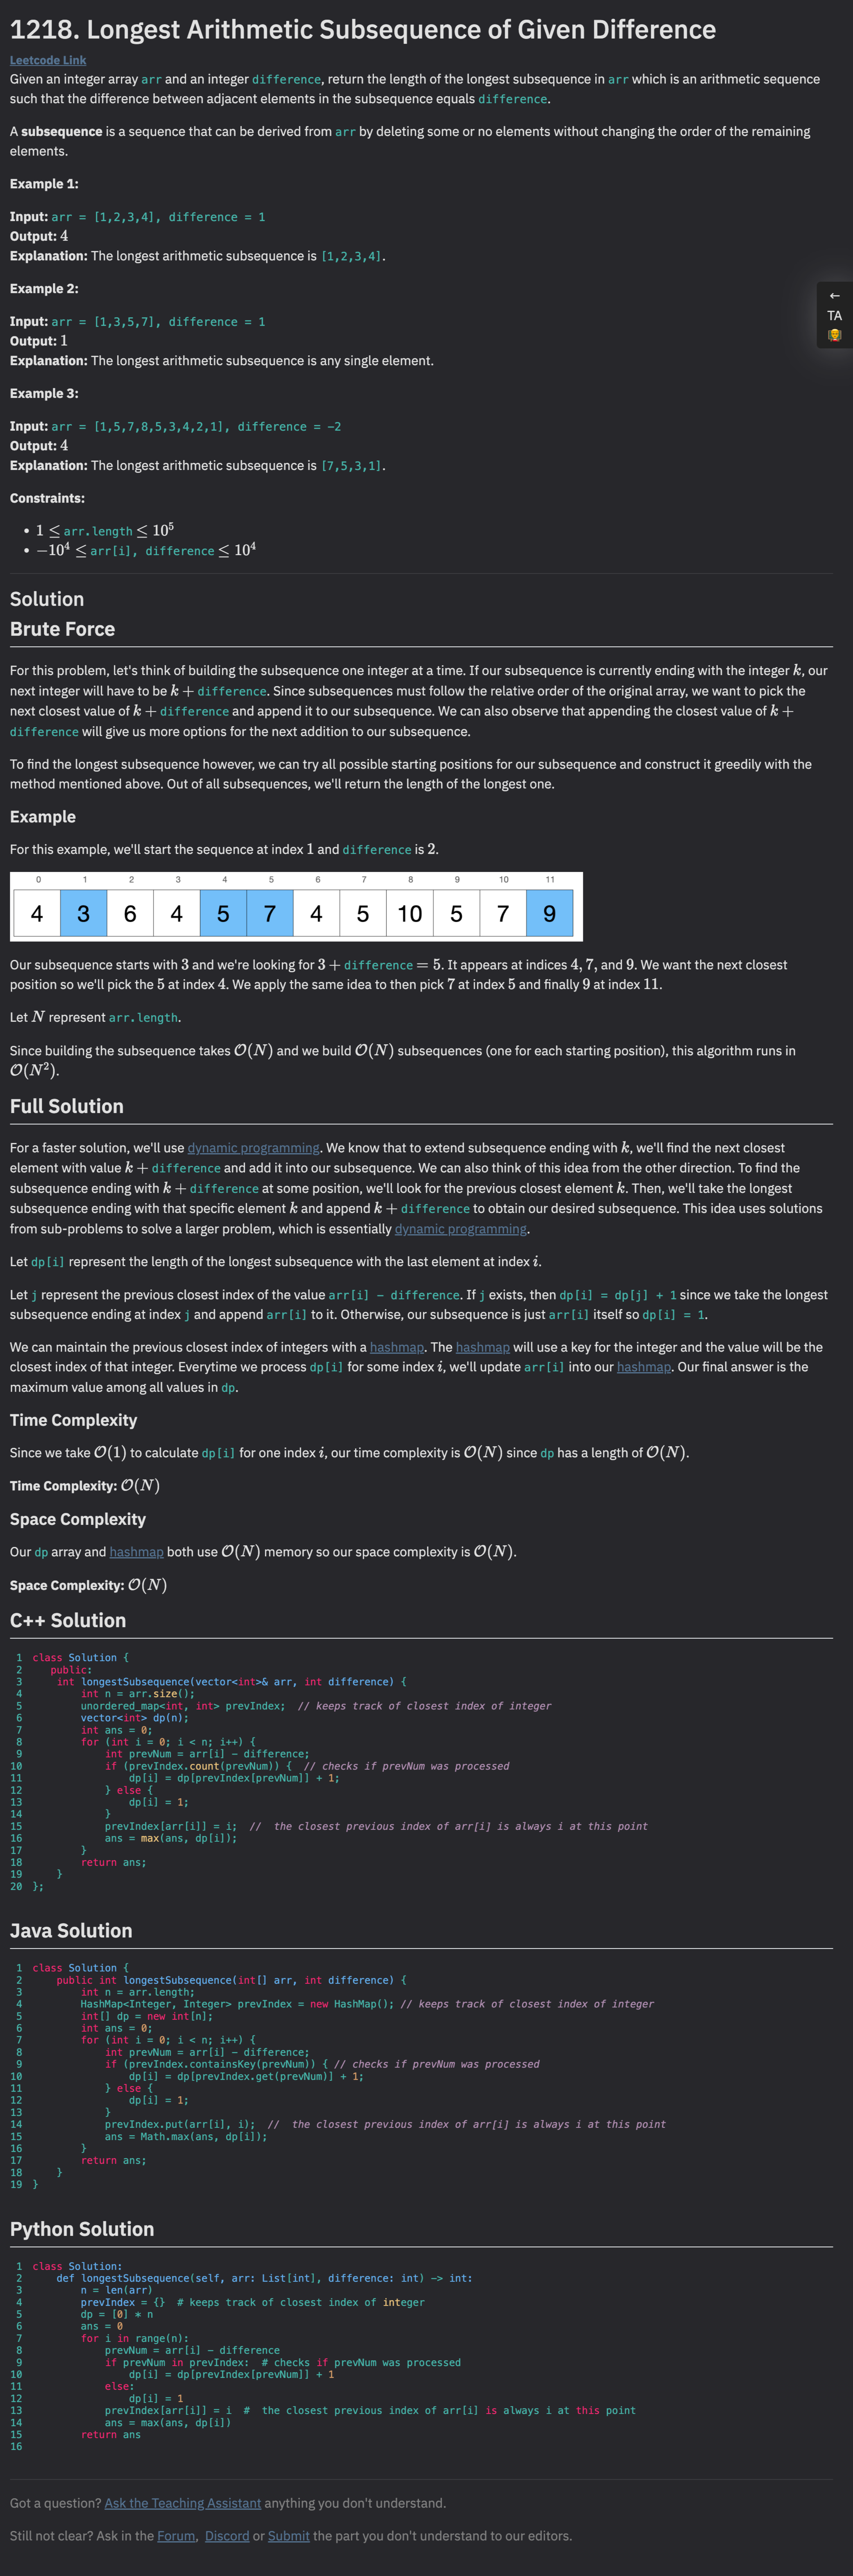 1218. Longest Arithmetic Subsequence of Given Difference
Leetcode Link
Given an integer array arr and an integer difference, return the length of the longest subsequence in arr which is an arithmetic sequence
such that the difference between adjacent elements in the subsequence equals difference.
A subsequence is a sequence that can be derived from arr by deleting some or no elements without changing the order of the remaining
elements.
Example 1:
Input: arr = [1,2,3,4], difference = 1
Output: 4
Explanation: The longest arithmetic subsequence is [1,2,3,4].
Example 2:
←
TA
Input: arr = [1,3,5,7], difference = 1
Output: 1
Explanation: The longest arithmetic subsequence is any single element.
Example 3:
Input: arr = [1,5,7,8,5,3,4,2,1], difference = -2
Output: 4
Explanation: The longest arithmetic subsequence is [7,5,3,1].
Constraints:
• 1 ≤ arr.length ≤ 10⁵
• −10⁴ ≤ arr[i], difference ≤ 10⁴
Solution
Brute Force
For this problem, let's think of building the subsequence one integer at a time. If our subsequence is currently ending with the integer k, our
next integer will have to be k + difference. Since subsequences must follow the relative order of the original array, we want to pick the
next closest value of k + difference and append it to our subsequence. We can also observe that appending the closest value of k +
difference will give us more options for the next addition to our subsequence.
To find the longest subsequence however, we can try all possible starting positions for our subsequence and construct it greedily with the
method mentioned above. Out of all subsequences, we'll return the length of the longest one.
Example
For this example, we'll start the sequence at index 1 and difference is 2.
0 1 2 3 4 5 6 7 8 9 10 11
4 3 6 4 5 7 4 5 10 5 7 9
Our subsequence starts with 3 and we're looking for 3 + difference = 5. It appears at indices 4, 7, and 9. We want the next closest
position so we'll pick the 5 at index 4. We apply the same idea to then pick 7 at index 5 and finally 9 at index 11.
Let N represent arr.length.
Since building the subsequence takes O(N) and we build O(N) subsequences (one for each starting position), this algorithm runs in
O(N²).
Full Solution
For a faster solution, we'll use dynamic programming. We know that to extend subsequence ending with k, we'll find the next closest
element with value k + difference and add it into our subsequence. We can also think of this idea from the other direction. To find the
subsequence ending with k + difference at some position, we'll look for the previous closest element k. Then, we'll take the longest
subsequence ending with that specific element k and append k + difference to obtain our desired subsequence. This idea uses solutions
from sub-problems to solve a larger problem, which is essentially dynamic programming.
Let dp[i] represent the length of the longest subsequence with the last element at index i.
Let j represent the previous closest index of the value arr[i] - difference. If j exists, then dp[i] = dp[j] + 1 since we take the longest
subsequence ending at index j and append arr[i] to it. Otherwise, our subsequence is just arr[i] itself so dp[i] = 1.
We can maintain the previous closest index of integers with a hashmap. The hashmap will use a key for the integer and the value will be the
closest index of that integer. Everytime we process dp[i] for some index i, we'll update arr[i] into our hashmap. Our final answer is the
maximum value among all values in dp.
Time Complexity
Since we take O(1) to calculate dp[i] for one index i, our time complexity is O(N) since dp has a length of O(N).
Time Complexity: O(N)
Space Complexity
Our dp array and hashmap both use O(N) memory so our space complexity is O(N).
Space Complexity: O(N)
C++ Solution
1 class Solution {
2    public:
3     int longestSubsequence(vector<int>& arr, int difference) {
4         int n = arr.size();
5         unordered_map<int, int> prevIndex;  // keeps track of closest index of integer
6         vector<int> dp(n);
7         int ans = 0;
8         for (int i = 0; i < n; i++) {
9             int prevNum = arr[i] - difference;
10             if (prevIndex.count(prevNum)) {  // checks if prevNum was processed
11                 dp[i] = dp[prevIndex[prevNum]] + 1;
12             } else {
13                 dp[i] = 1;
14             }
15             prevIndex[arr[i]] = i;  //  the closest previous index of arr[i] is always i at this point
16             ans = max(ans, dp[i]);
17         }
18         return ans;
19     }
20 };
Java Solution
1 class Solution {
2     public int longestSubsequence(int[] arr, int difference) {
3         int n = arr.length;
4         HashMap<Integer, Integer> prevIndex = new HashMap(); // keeps track of closest index of integer
5         int[] dp = new int[n];
6         int ans = 0;
7         for (int i = 0; i < n; i++) {
8             int prevNum = arr[i] - difference;
9             if (prevIndex.containsKey(prevNum)) { // checks if prevNum was processed
10                 dp[i] = dp[prevIndex.get(prevNum)] + 1;
11             } else {
12                 dp[i] = 1;
13             }
14             prevIndex.put(arr[i], i);  //  the closest previous index of arr[i] is always i at this point
15             ans = Math.max(ans, dp[i]);
16         }
17         return ans;
18     }
19 }
Python Solution
1 class Solution:
2     def longestSubsequence(self, arr: List[int], difference: int) -> int:
3         n = len(arr)
4         prevIndex = {}  # keeps track of closest index of integer
5         dp = [0] * n
6         ans = 0
7         for i in range(n):
8             prevNum = arr[i] - difference
9             if prevNum in prevIndex:  # checks if prevNum was processed
10                 dp[i] = dp[prevIndex[prevNum]] + 1
11             else:
12                 dp[i] = 1
13             prevIndex[arr[i]] = i  #  the closest previous index of arr[i] is always i at this point
14             ans = max(ans, dp[i])
15         return ans
16
Got a question? Ask the Teaching Assistant anything you don't understand.
Still not clear? Ask in the Forum,  Discord or Submit the part you don't understand to our editors.